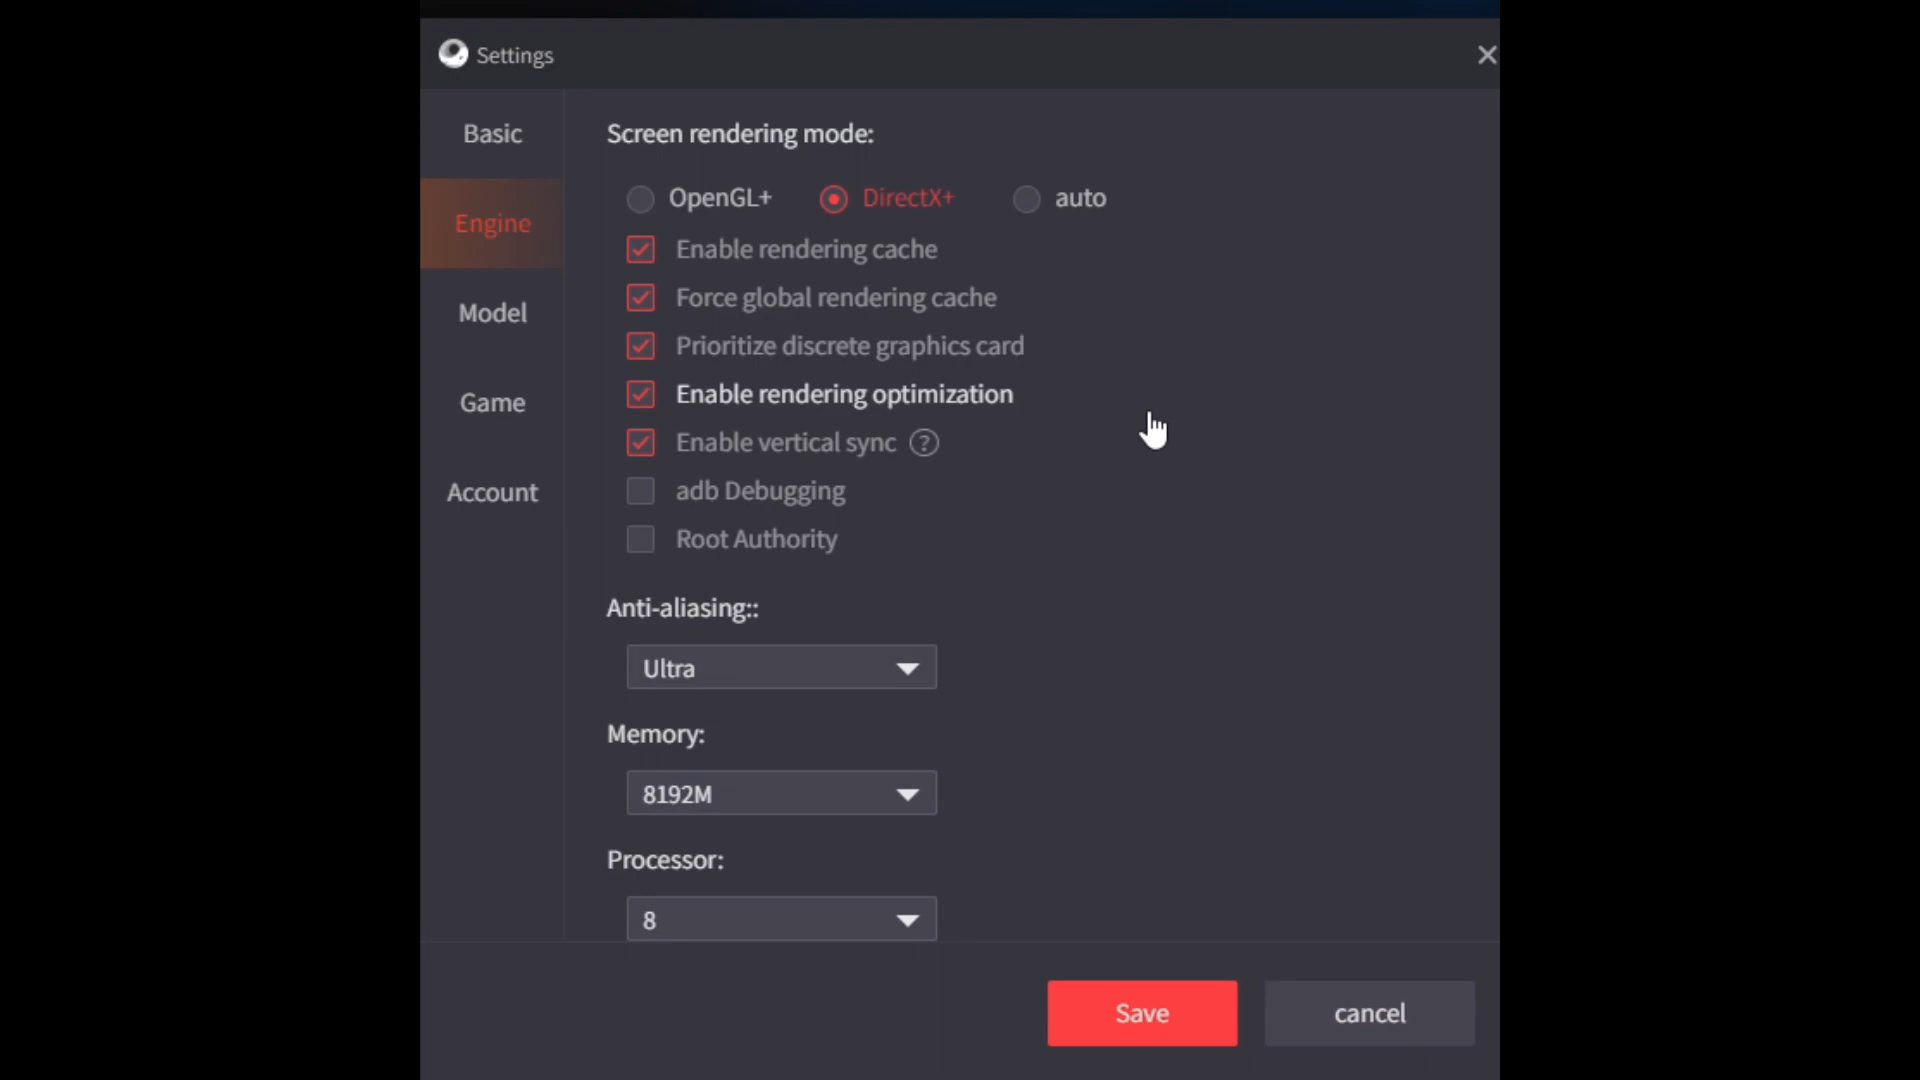 Settings
Basic
Engine
Model
Game
Account
Screen rendering mode:
OpenGL+ DirectX+ auto
Enable rendering cache
Force global rendering cache
Prioritize discrete graphics card
Enable rendering optimization
Enable vertical sync ?
adb Debugging
Root Authority
Anti-aliasing::
Ultra
Memory:
8192M
Processor:
8
Save cancel